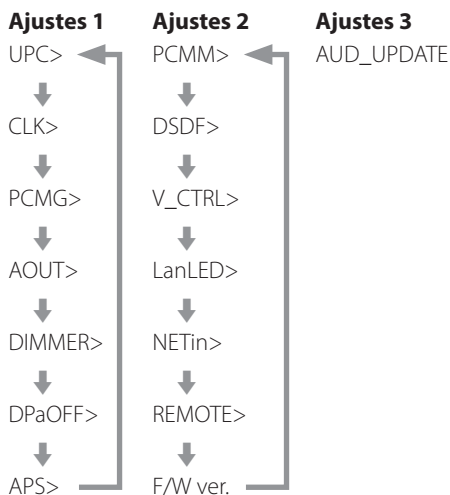 Ajustes 1
UPC>
CLK>
PCMG>
AOUT>
DIMMER>
DPaOFF>
APS>
Ajustes 2
PCMM>
DSDF>
V_CTRL>
LanLED>
NETin>
REMOTE>
F/W ver.
Ajustes 3
AUD_UPDATE